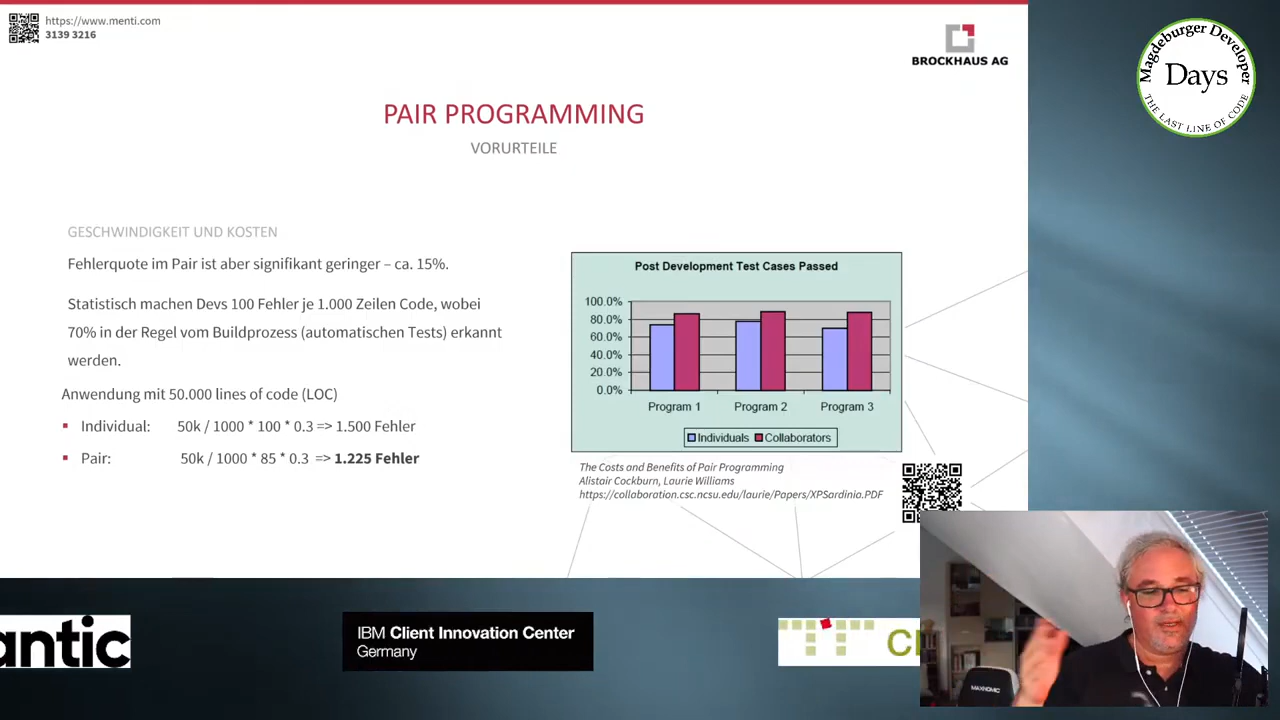 https://www.menti.com
3139 3216
BROCKHAUS AG
Magdeburger Developer
Days
THE LAST LINE OF CODE
PAIR PROGRAMMING
VORURTEILE
GESCHWINDIGKEIT UND KOSTEN
Fehlerquote im Pair ist aber signifikant geringer – ca. 15%.
Statistisch machen Devs 100 Fehler je 1.000 Zeilen Code, wobei
70% in der Regel vom Buildprozess (automatischen Tests) erkannt
werden.
Anwendung mit 50.000 lines of code (LOC)
▪ Individual: 50k / 1000 * 100 * 0.3 => 1.500 Fehler
▪ Pair: 50k / 1000 * 85 * 0.3 => 1.225 Fehler
Post Development Test Cases Passed
100.0%
80.0%
60.0%
40.0%
20.0%
0.0%
Program 1 Program 2 Program 3
Individuals Collaborators
The Costs and Benefits of Pair Programming
Alistair Cockburn, Laurie Williams
https://collaboration.csc.ncsu.edu/laurie/Papers/XPSardinia.PDF
antic
IBM Client Innovation Center
Germany
MAXNOMIC